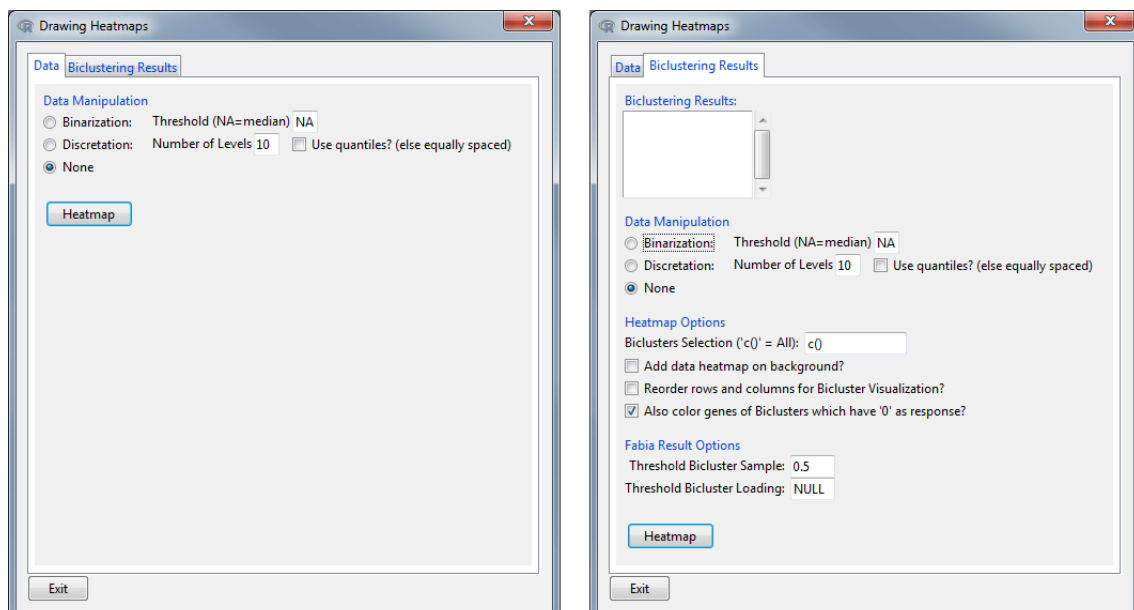 Drawing Heatmaps
Data Biclustering Results
Data Manipulation
Binarization: Threshold (NA=median) NA
Discretation: Number of Levels 10 Use quantiles? (else equally spaced)
None
Heatmap
Exit
Drawing Heatmaps
Data Biclustering Results
Biclustering Results:
Data Manipulation
Binarization: Threshold (NA=median) NA
Discretation: Number of Levels 10 Use quantiles? (else equally spaced)
None
Heatmap Options
Biclusters Selection ('c()' = All): c()
Add data heatmap on background?
Reorder rows and columns for Bicluster Visualization?
Also color genes of Biclusters which have '0' as response?
Fabia Result Options
Threshold Bicluster Sample: 0.5
Threshold Bicluster Loading: NULL
Heatmap
Exit